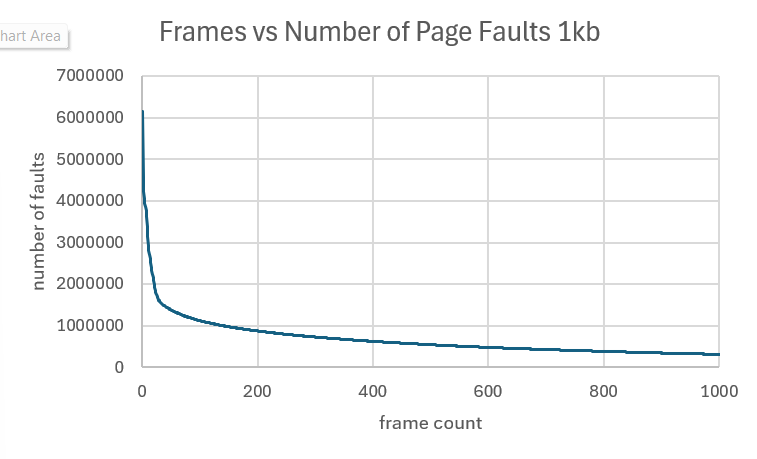 Frames vs Number of Page Faults 1kb
hart Area
7000000
6000000
5000000
4000000
3000000
2000000
1000000
0
number of faults
0 200 400 600 800 1000
frame count